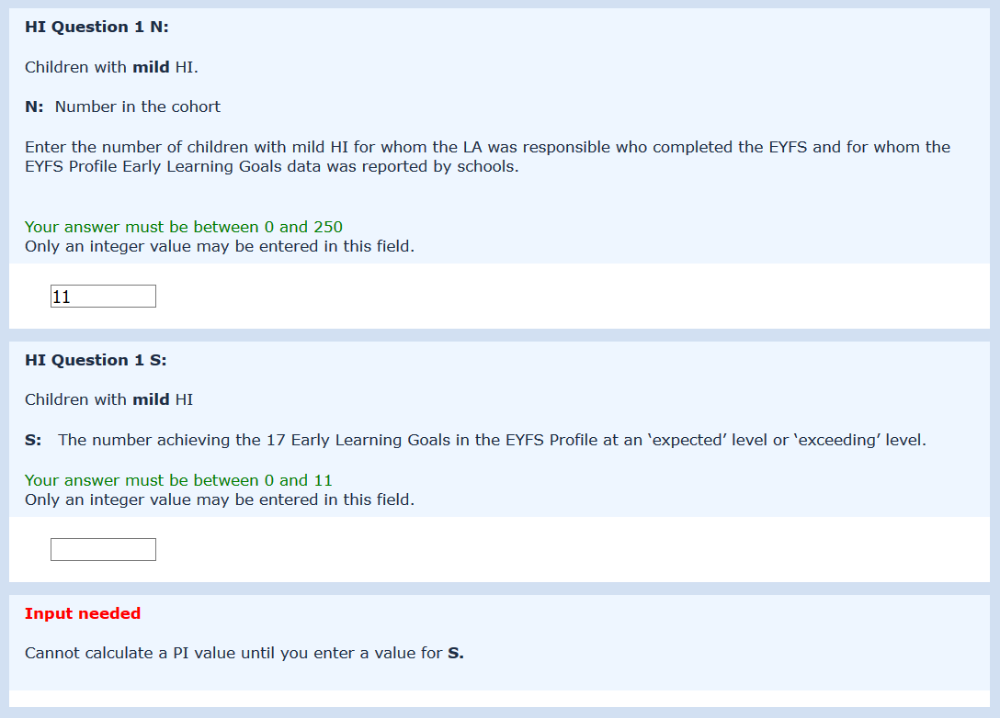 HI Question 1 N:
Children with mild HI.
N: Number in the cohort
Enter the number of children with mild HI for whom the LA was responsible who completed the EYFS and for whom the
EYFS Profile Early Learning Goals data was reported by schools.
Your answer must be between 0 and 250
Only an integer value may be entered in this field.
11
HI Question 1 S:
Children with mild HI
S: The number achieving the 17 Early Learning Goals in the EYFS Profile at an ‘expected’ level or ‘exceeding’ level.
Your answer must be between 0 and 11
Only an integer value may be entered in this field.
Input needed
Cannot calculate a PI value until you enter a value for S.